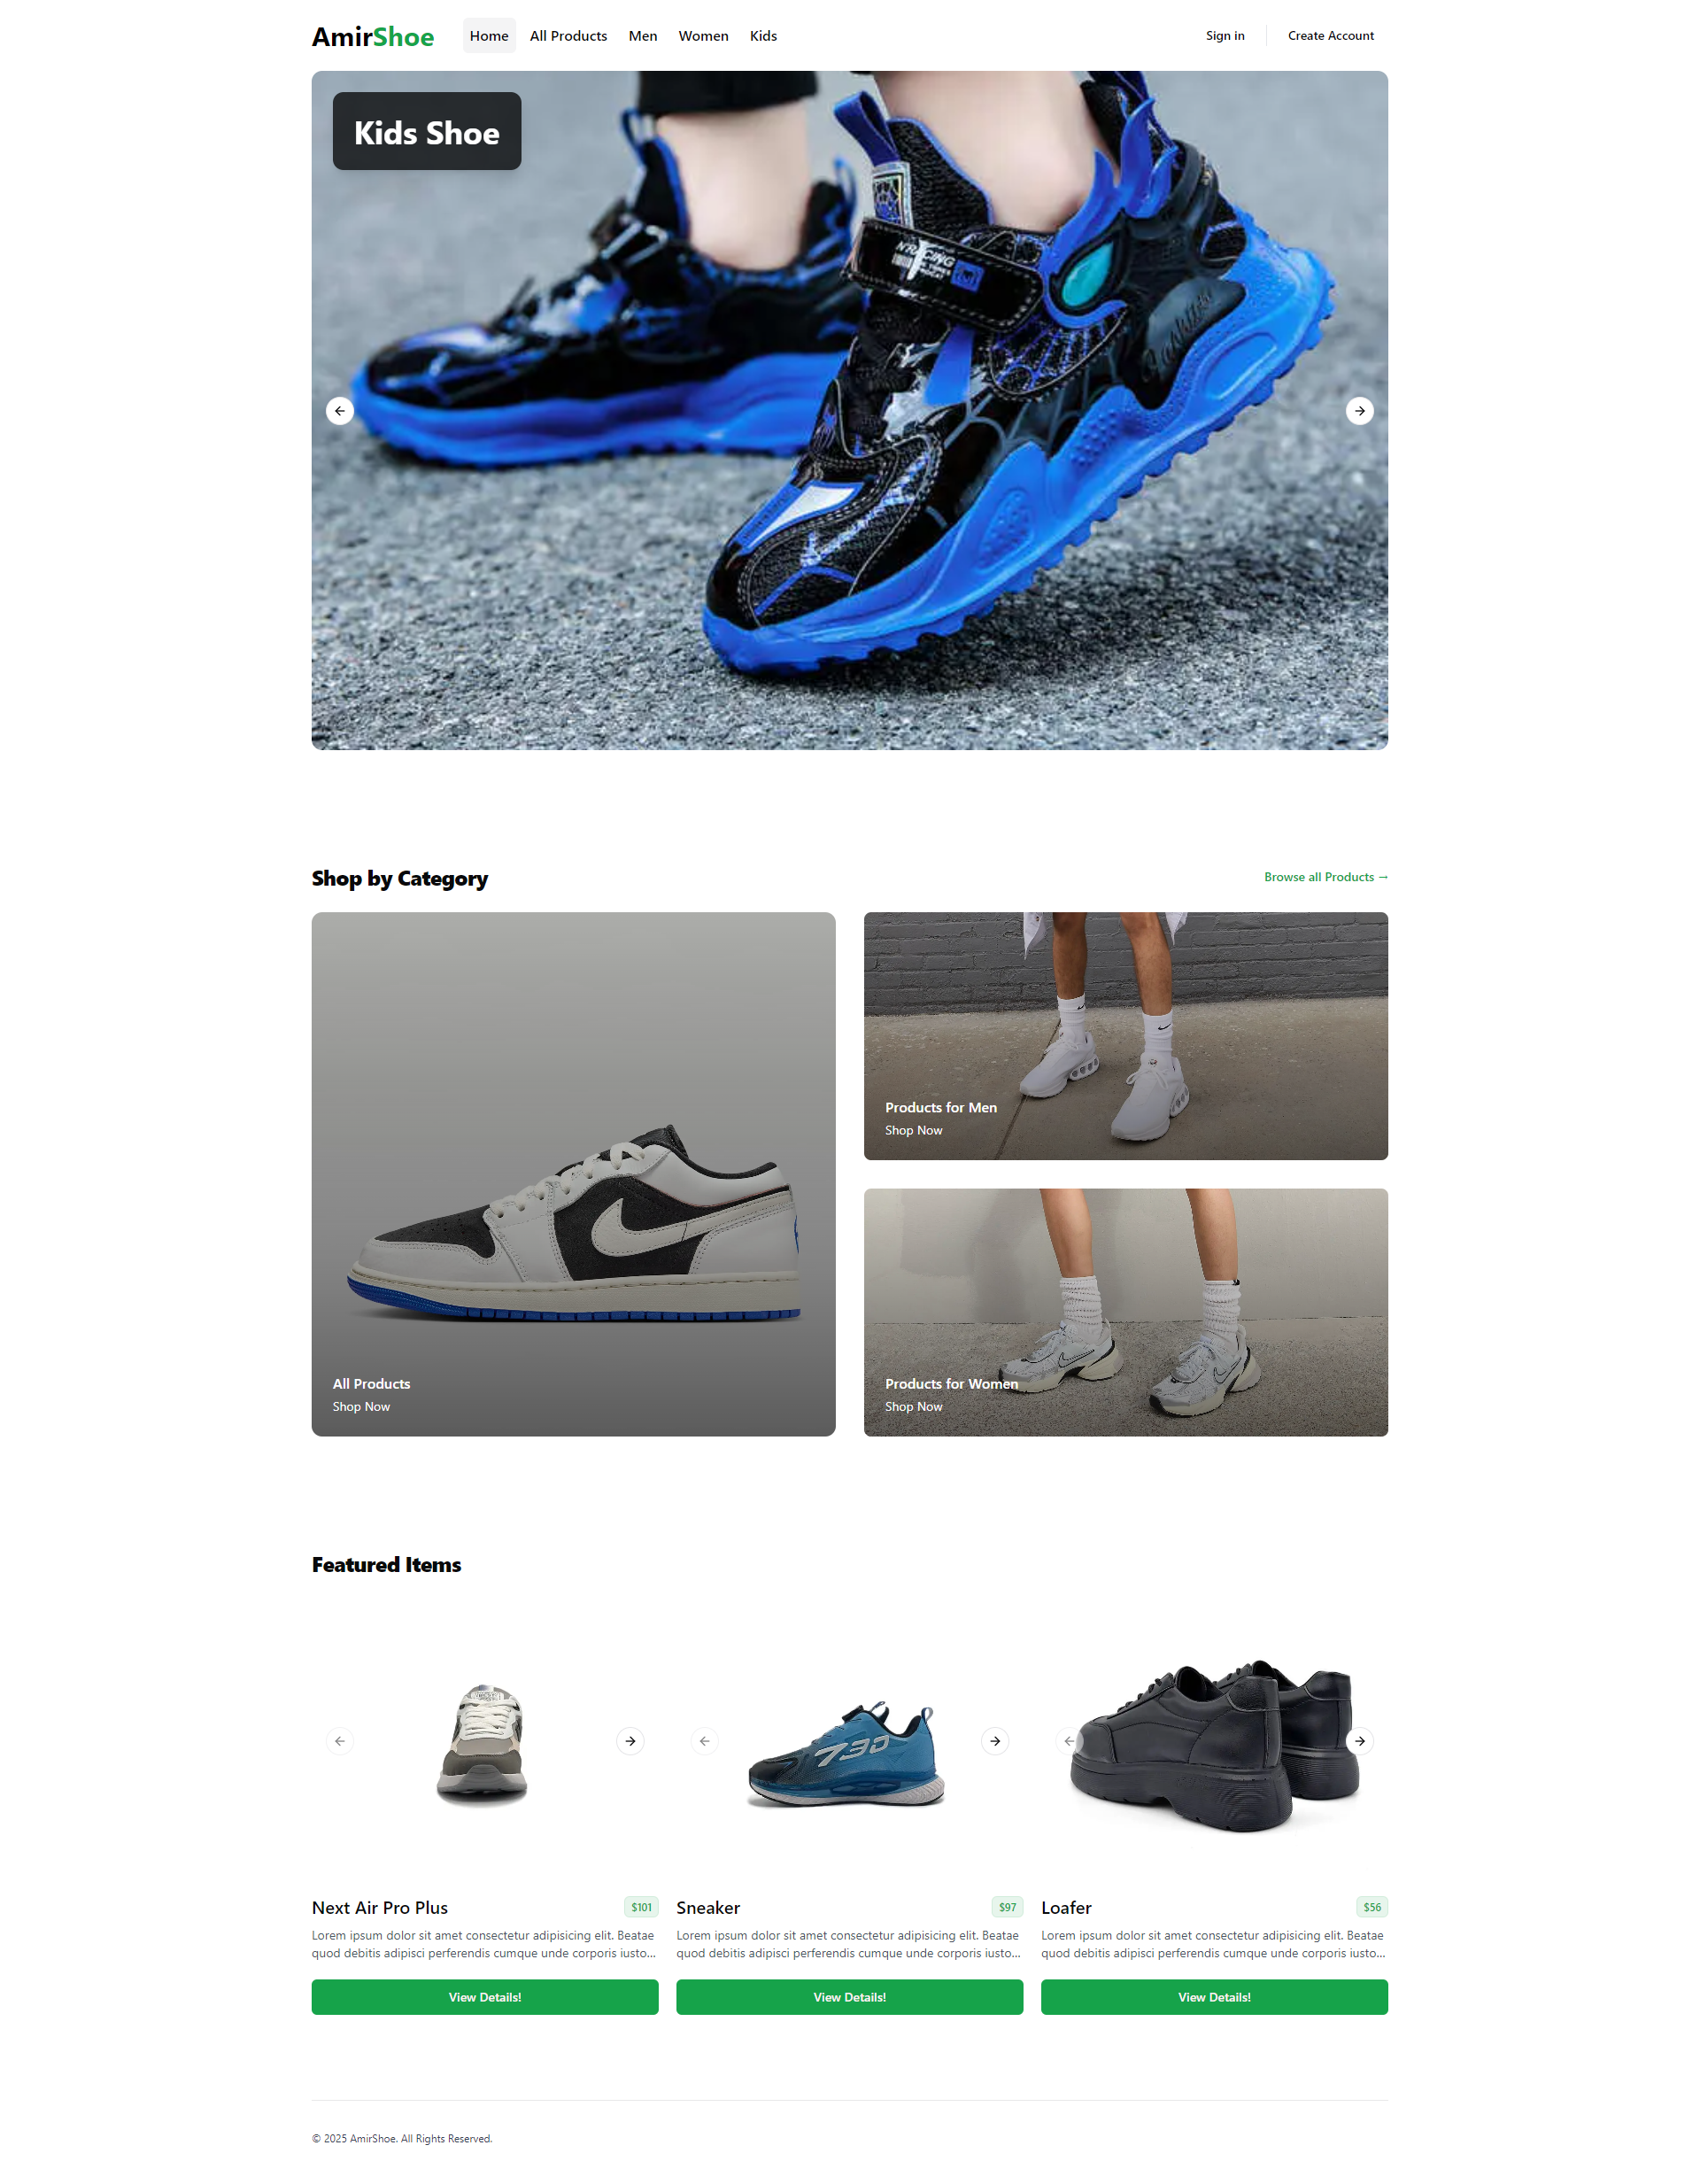 AmirShoe
Home
All Products
Men
Women
Kids
Sign in
Create Account
Kids Shoe
Shop by Category
Browse all Products →
Products for Men
Shop Now
All Products
Shop Now
Products for Women
Shop Now
Featured Items
730
Next Air Pro Plus
$101
Lorem ipsum dolor sit amet consectetur adipisicing elit. Beatae
quod debitis adipisci perferendis cumque unde corporis iusto...
View Details!
Sneaker
$97
Lorem ipsum dolor sit amet consectetur adipisicing elit. Beatae
quod debitis adipisci perferendis cumque unde corporis iusto...
View Details!
Loafer
$56
Lorem ipsum dolor sit amet consectetur adipisicing elit. Beatae
quod debitis adipisci perferendis cumque unde corporis iusto...
View Details!
© 2025 AmirShoe. All Rights Reserved.